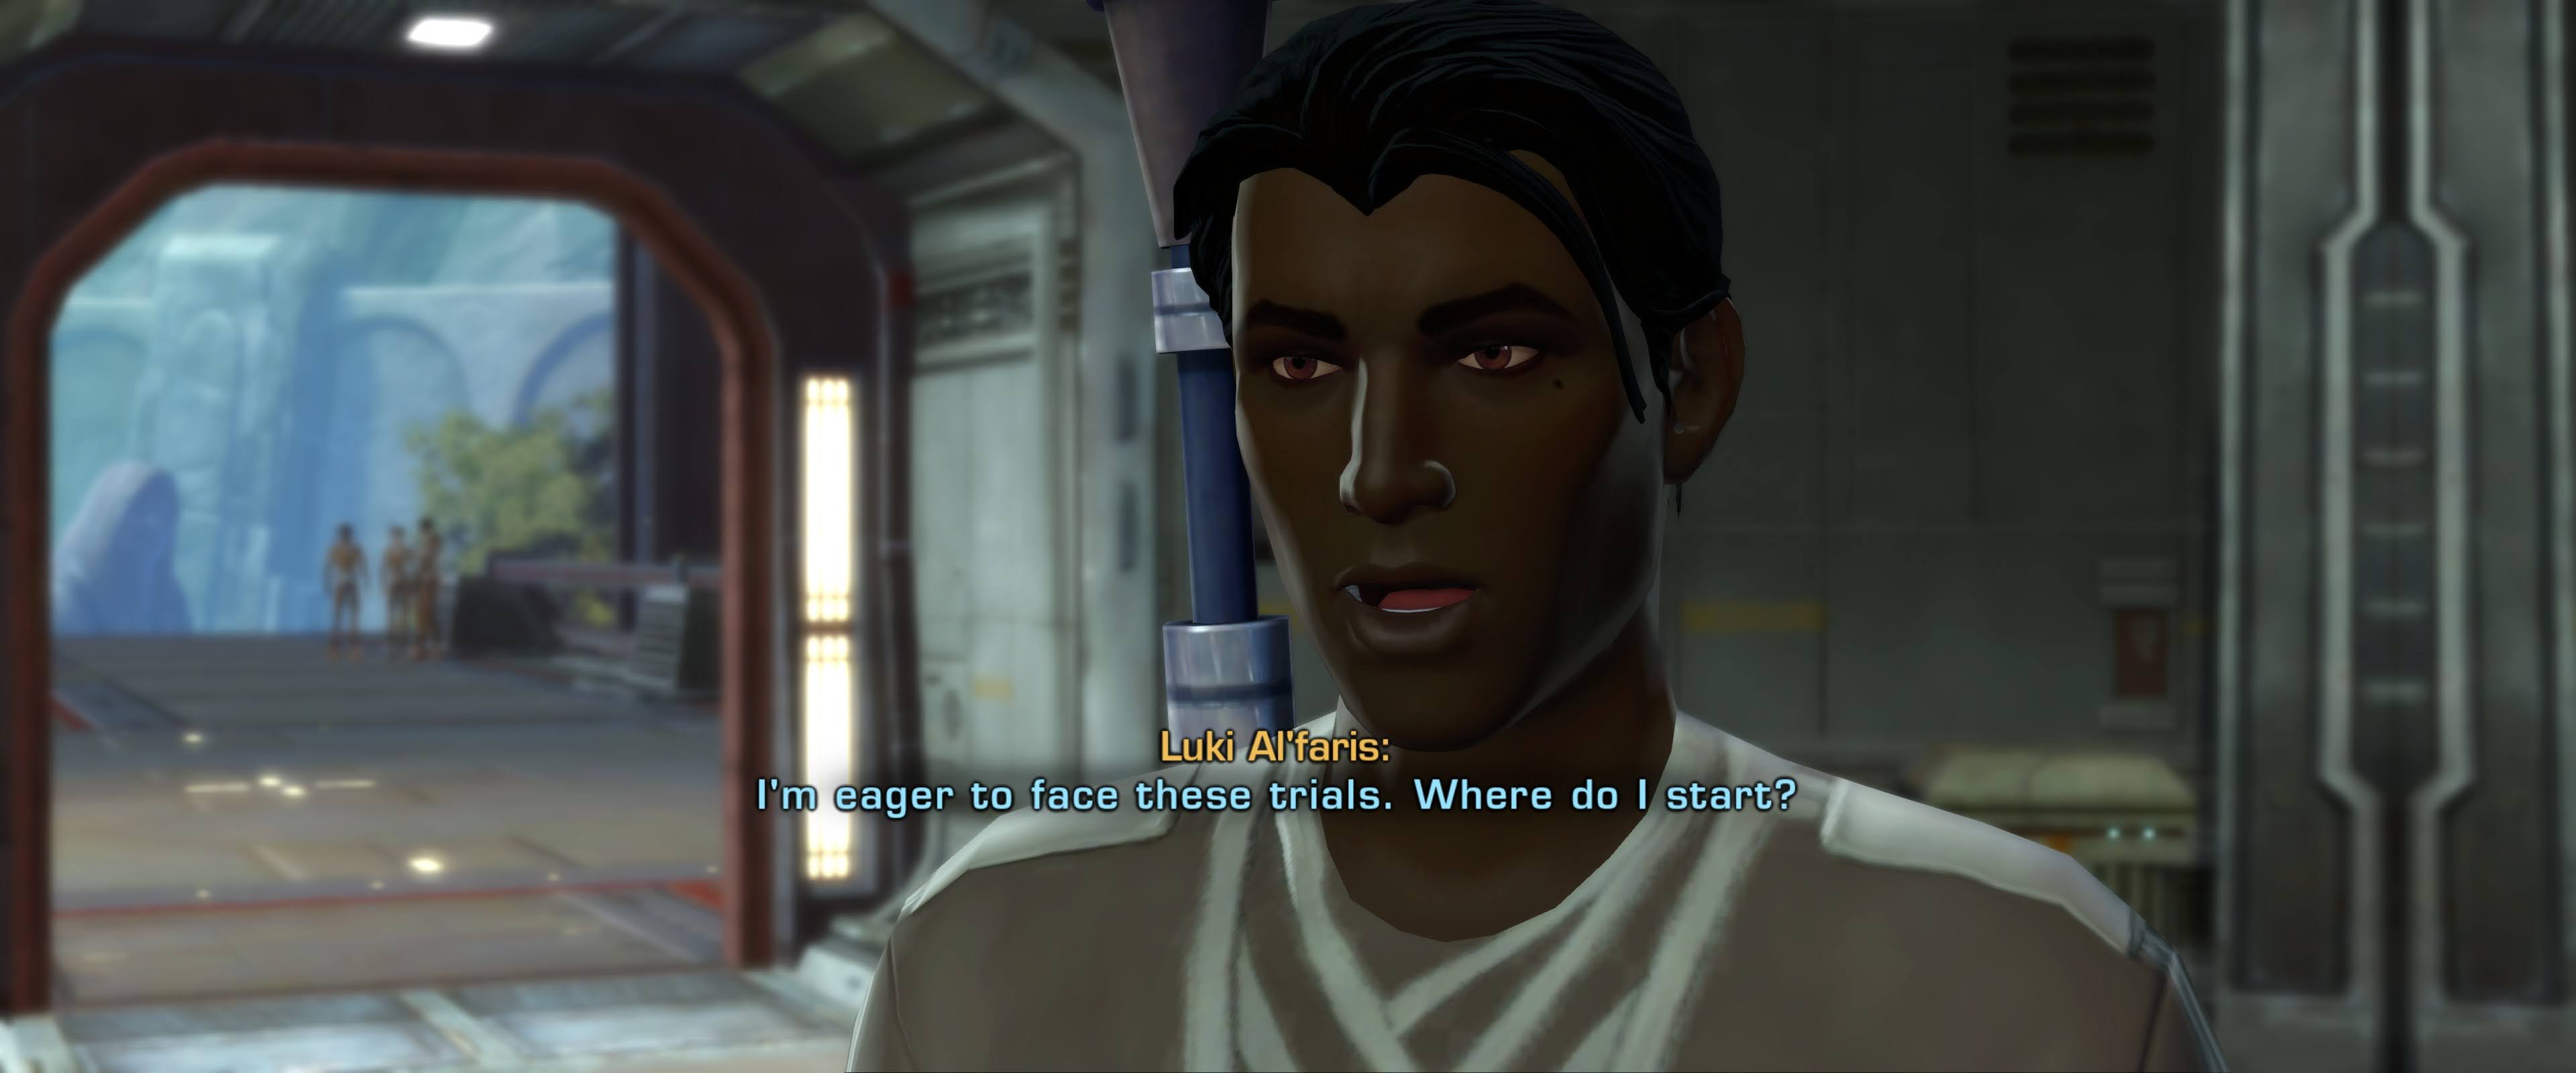 Luki Al'faris:
I'm eager to face these trials. Where do I start?